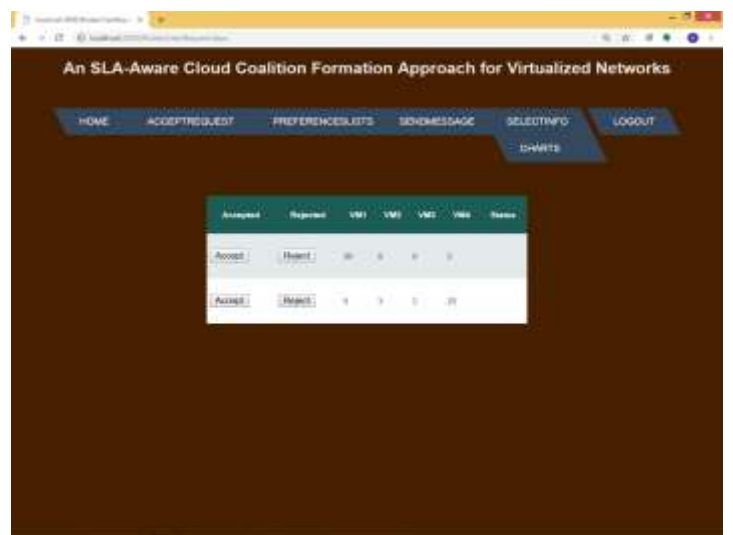 An SLA-Aware Cloud Coalition Formation Approach for Virtualized Networks
HOME ACCEPTREQUEST PREFERENCESLISTS SENDMESSAGE SELECTINFO LOGOUT
CHARTS
Accepted Rejected VM1 VM2 VM3 VM4 Status
Accept Reject
Accept Reject